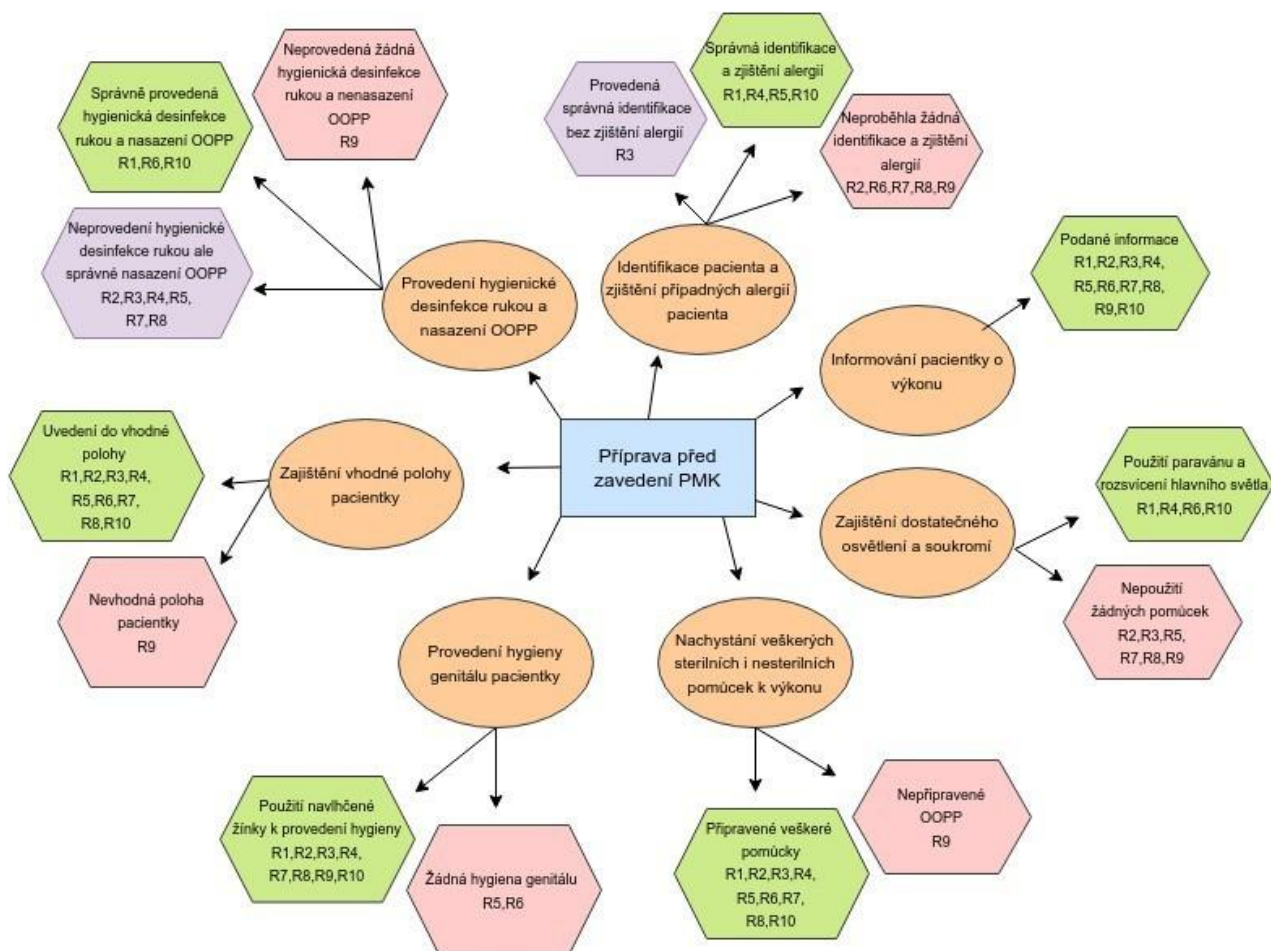 Neprovedená žádná
hygienická desinfekce
rukou a nenasazení
OOPP
R9
Správně provedená
hygienická desinfekce
rukou a nasazení OOPP
R1,R6,R10
Neprovedení hygienické
desinfekce rukou ale
správné nasazení OOPP
R2,R3,R4,R5,
R7,R8
Provedení hygienické
desinfekce rukou a
nasazení OOPP
Provedená
správná identifikace
bez zjištění alergií
R3
Správná identifikace
a zjištění alergií
R1,R4,R5,R10
Neproběhla žádná
identifikace a zjištění
alergií
R2,R6,R7,R8,R9
Identifikace pacienta a
zjištění případných alergií
pacienta
Podané informace
R1,R2,R3,R4,
R5,R6,R7,R8,
R9,R10
Informování pacientky o
výkonu
Uvedení do vhodné
polohy
R1,R2,R3,R4,
R5,R6,R7,
R8,R10
Zajištění vhodné polohy
pacientky
Nevhodná poloha
pacientky
R9
Příprava před
zavedení PMK
Použití paravánu a
rozsvícení hlavního světla
R1,R4,R6,R10
Zajištění dostatečného
osvětlení a soukromí
Nepoužití
žádných pomůcek
R2,R3,R5,
R7,R8,R9
Provedení hygieny
genitálu pacientky
Nachystání veškerých
sterilních i nesterilních
pomůcek k výkonu
Použití navlhčené
žínky k provedení hygieny
R1,R2,R3,R4,
R7,R8,R9,R10
Žádná hygiena genitálu
R5,R6
Připravené veškeré
pomůcky
R1,R2,R3,R4,
R5,R6,R7,
R8,R10
Nepřipravené
OOPP
R9